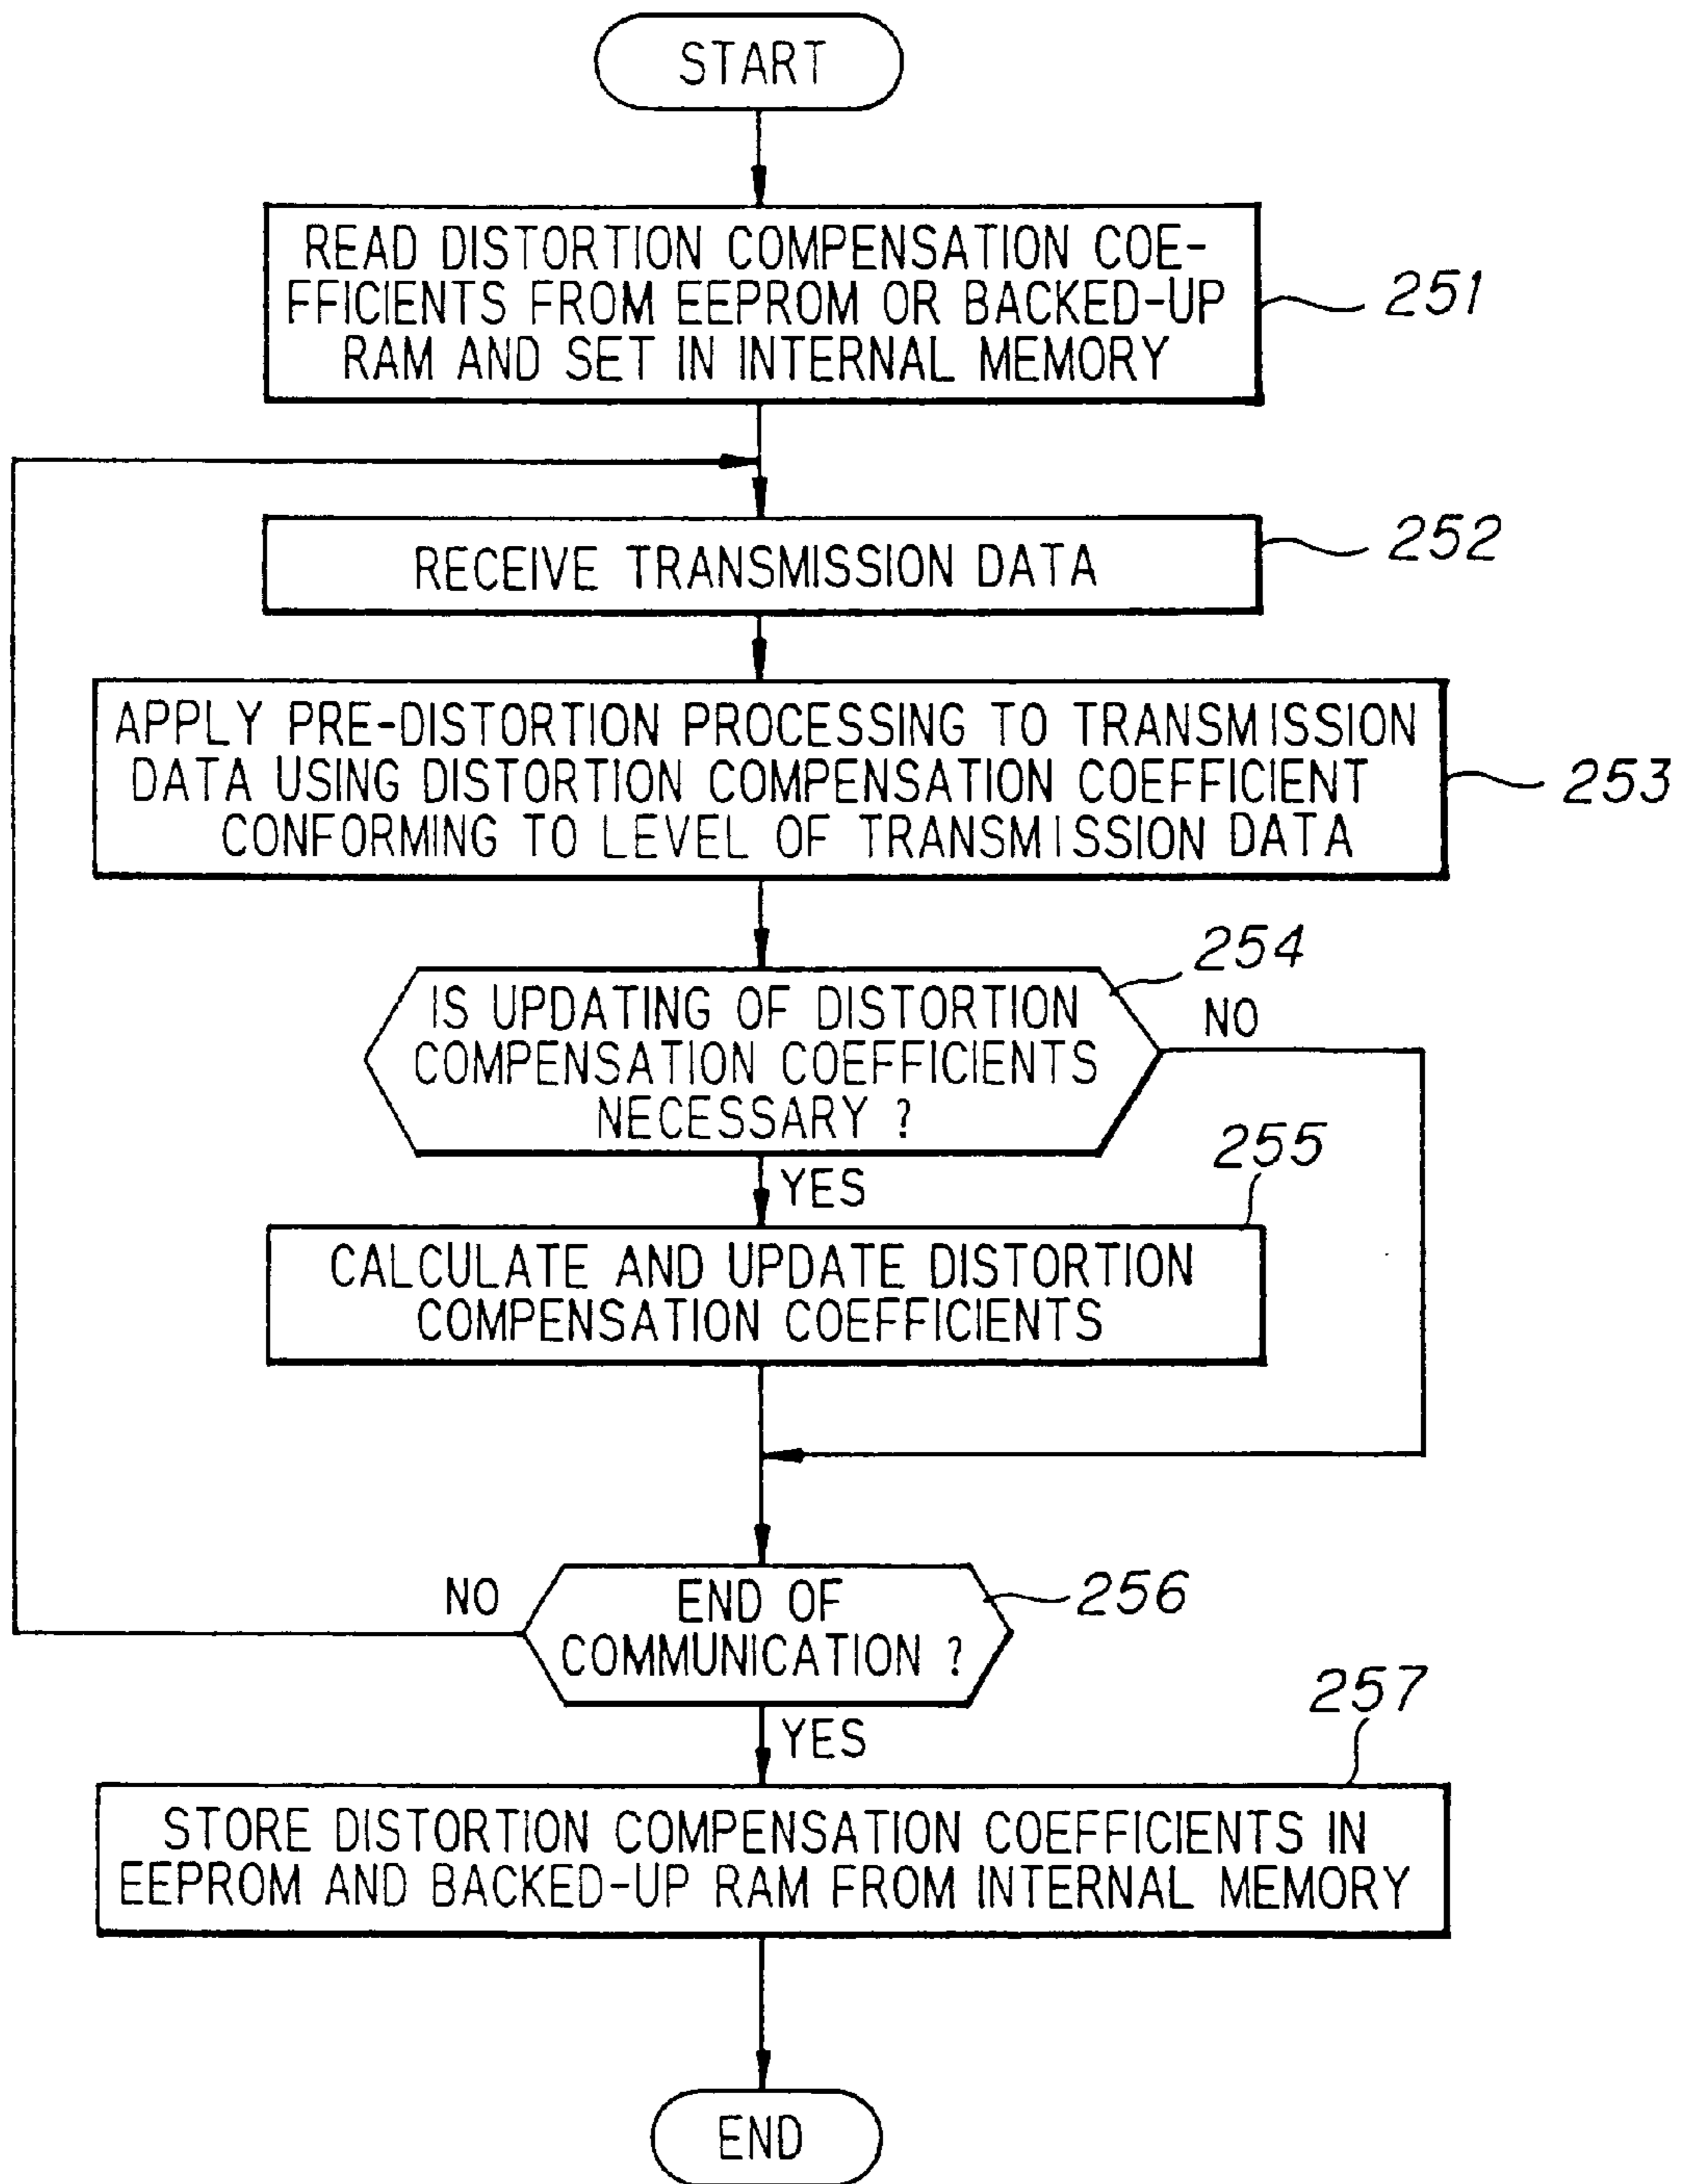 START
READ DISTORTION COMPENSATION COE-
FFICIENTS FROM EEPROM OR BACKED-UP
RAM AND SET IN INTERNAL MEMORY
251
RECEIVE TRANSMISSION DATA
252
APPLY PRE-DISTORTION PROCESSING TO TRANSMISSION
DATA USING DISTORTION COMPENSATION COEFFICIENT
CONFORMING TO LEVEL OF TRANSMISSION DATA
253
254
IS UPDATING OF DISTORTION
COMPENSATION COEFFICIENTS
NECESSARY ?
NO
YES
255
CALCULATE AND UPDATE DISTORTION
COMPENSATION COEFFICIENTS
NO
END OF
COMMUNICATION ?
256
YES
257
STORE DISTORTION COMPENSATION COEFFICIENTS IN
EEPROM AND BACKED-UP RAM FROM INTERNAL MEMORY
END